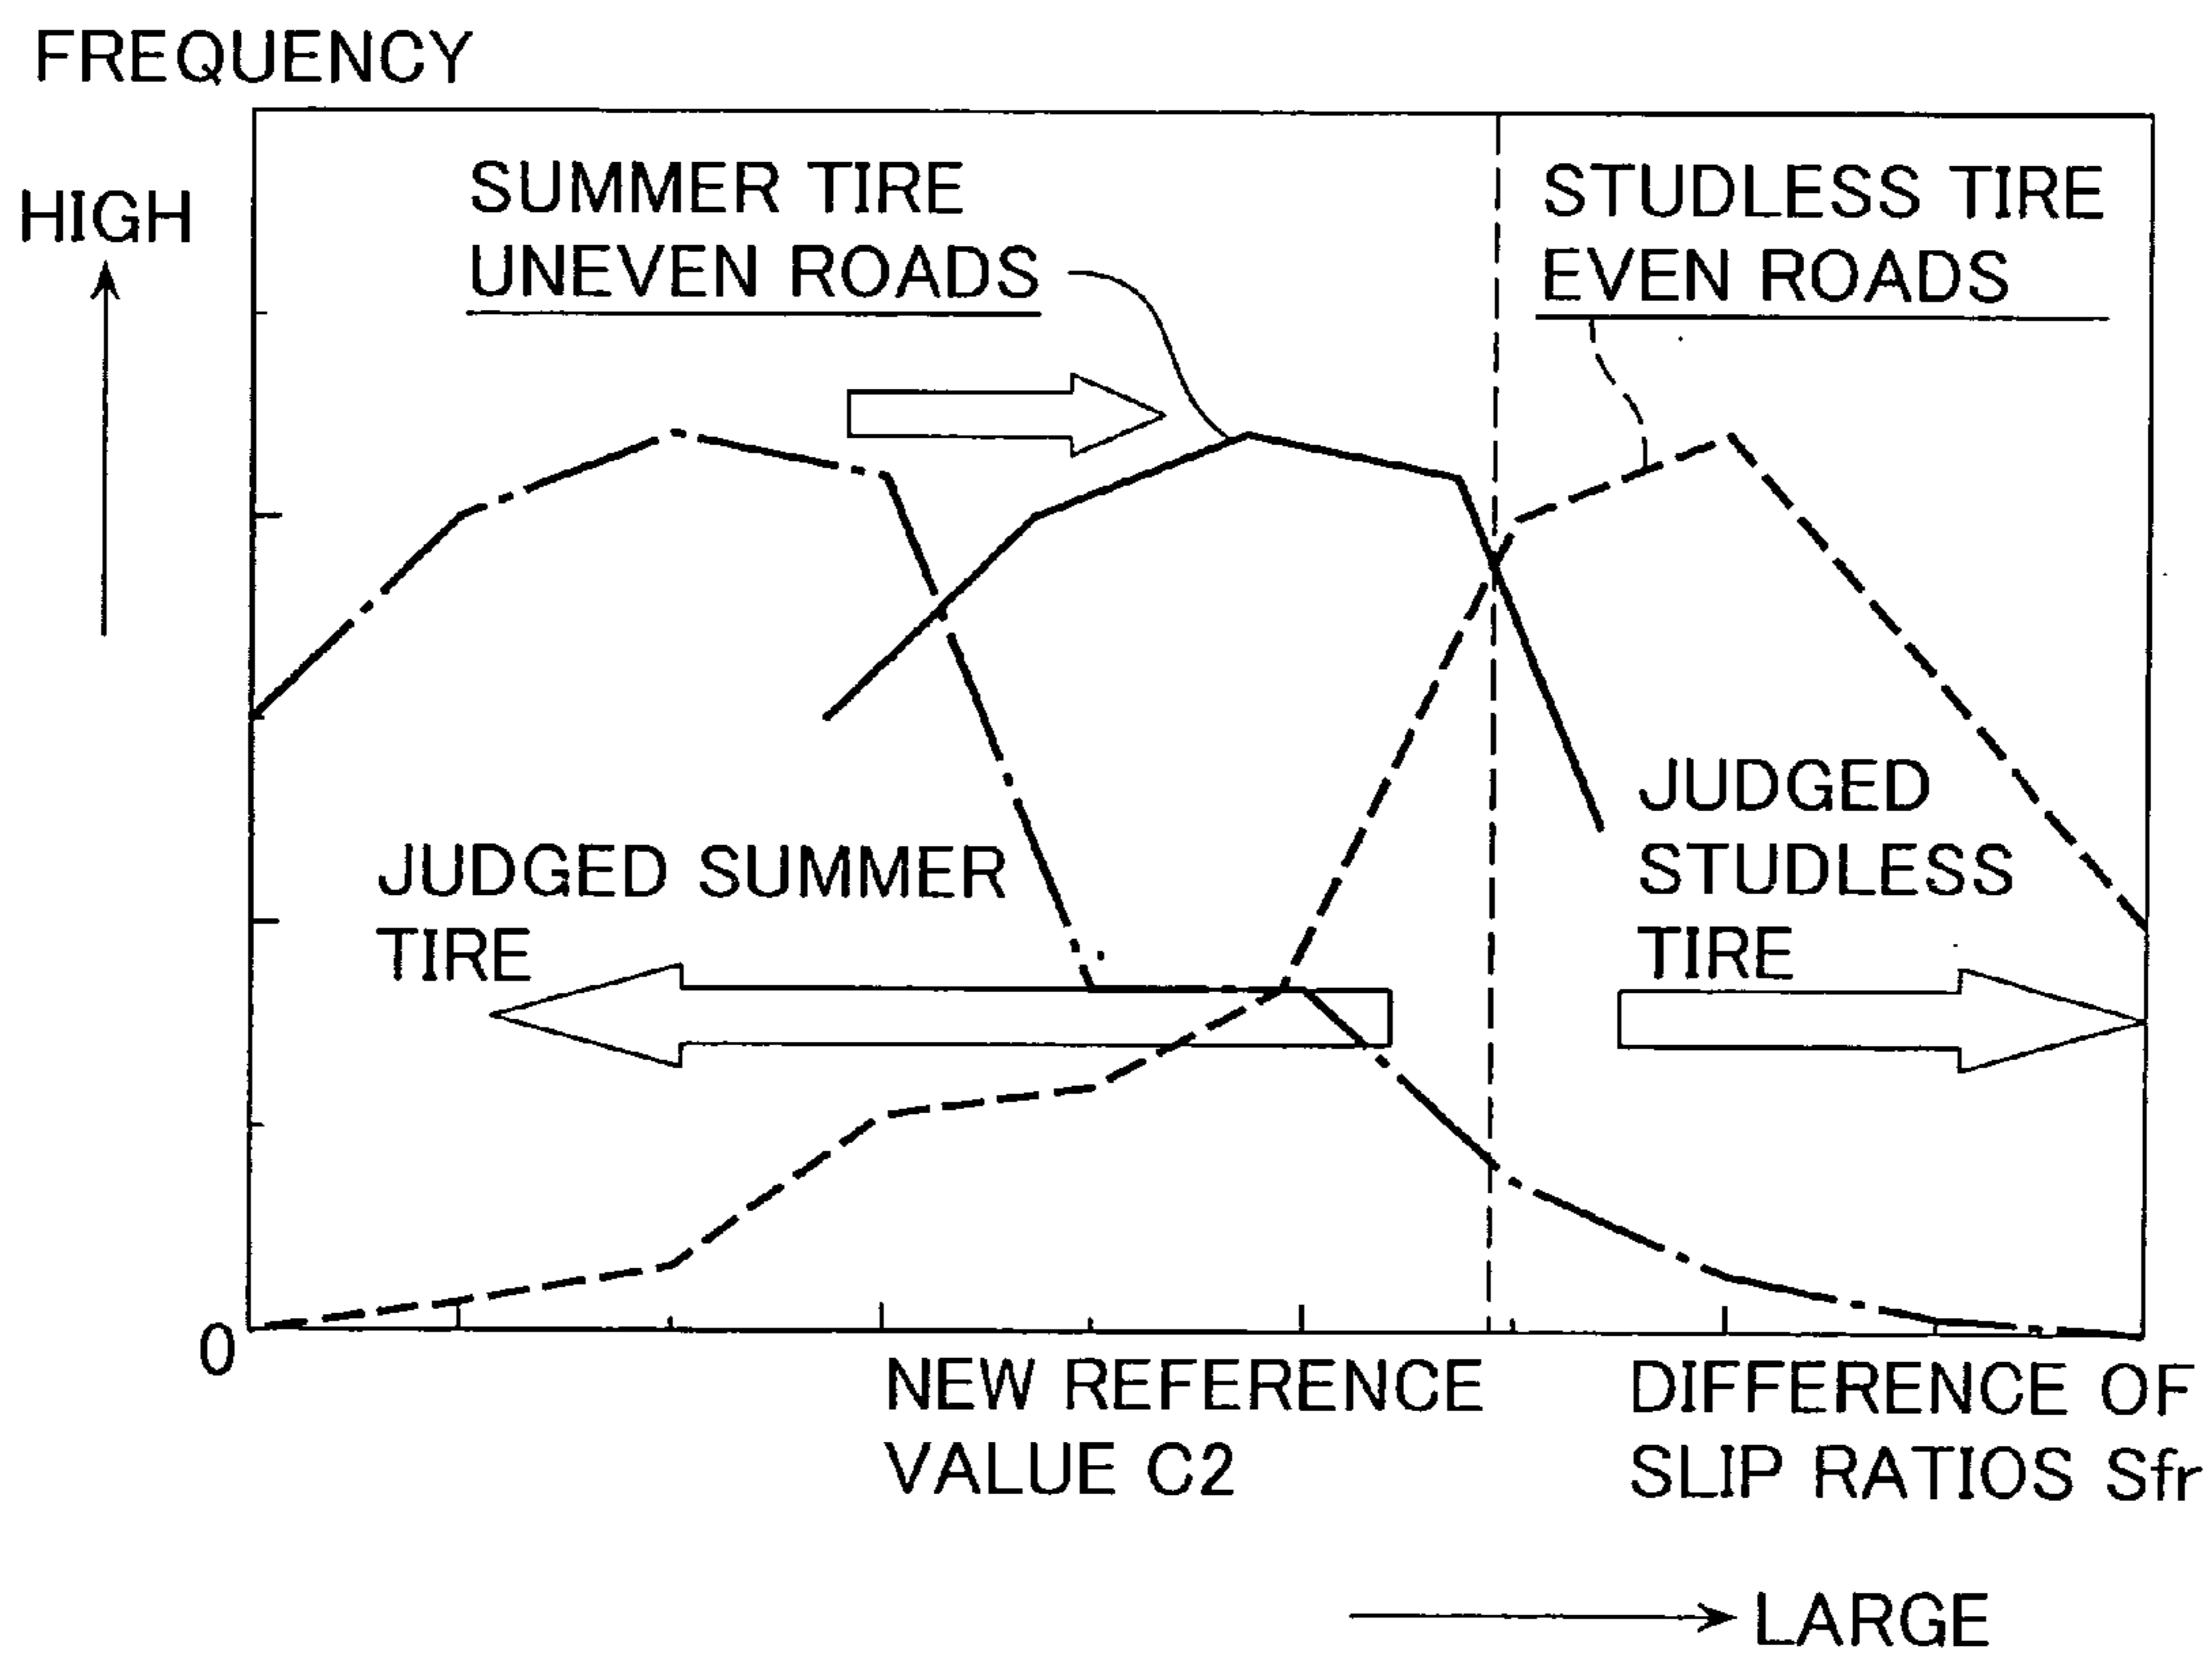 FREQUENCY
HIGH
SUMMER TIRE
UNEVEN ROADS
STUDLESS TIRE
EVEN ROADS
JUDGED SUMMER
TIRE
JUDGED
STUDLESS
TIRE
0
NEW REFERENCE
VALUE C2
DIFFERENCE OF
SLIP RATIOS Sfr
LARGE